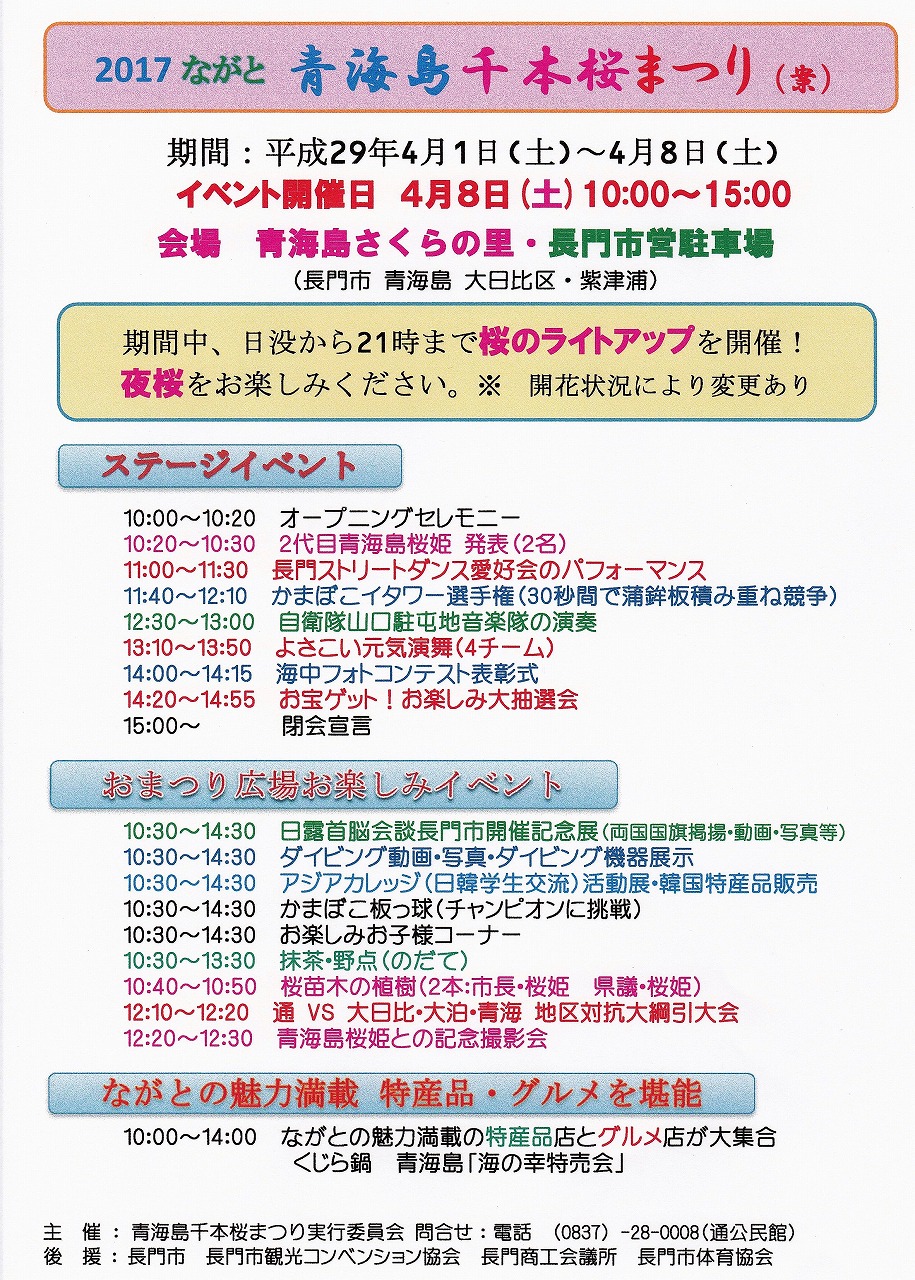 2017 ながと 青海島千本桜まつり（案）
期間：平成29年4月1日（土）～4月8日（土）
イベント開催日 4月8日（土）10:00～15:00
会場 青海島さくらの里・長門市営駐車場
（長門市 青海島 大日比区・紫津浦）
期間中、日没から21時まで桜のライトアップを開催！
夜桜をお楽しみください。※ 開花状況により変更あり
ステージイベント
10:00～10:20 オープニングセレモニー
10:20～10:30 2代目青海島桜姫 発表（2名）
11:00～11:30 長門ストリートダンス愛好会のパフォーマンス
11:40～12:10 かまぼこイタワー選手権（30秒間で蒲鉾板積み重ね競争）
12:30～13:00 自衛隊山口駐屯地音楽隊の演奏
13:10～13:50 よさこい元気演舞（4チーム）
14:00～14:15 海中フォトコンテスト表彰式
14:20～14:55 お宝ゲット！お楽しみ大抽選会
15:00～ 閉会宣言
おまつり広場お楽しみイベント
10:30～14:30 日露首脳会談長門市開催記念展（両国国旗掲揚・動画・写真等）
10:30～14:30 ダイビング動画・写真・ダイビング機器展示
10:30～14:30 アジアカレッジ（日韓学生交流）活動展・韓国特産品販売
10:30～14:30 かまぼこ板っ球（チャンピオンに挑戦）
10:30～14:30 お楽しみお子様コーナー
10:30～13:30 抹茶・野点（のだて）
10:40～10:50 桜苗木の植樹（2本：市長・桜姫 県議・桜姫）
12:10～12:20 通 VS 大日比・大泊・青海 地区対抗大綱引大会
12:20～12:30 青海島桜姫との記念撮影会
ながとの魅力満載 特産品・グルメを堪能
10:00～14:00 ながとの魅力満載の特産品店とグルメ店が大集合
くじら鍋 青海島「海の幸特売会」
主 催：青海島千本桜まつり実行委員会 問合せ：電話 （0837）-28-0008（通公民館）
後 援：長門市 長門市観光コンベンション協会 長門商工会議所 長門市体育協会